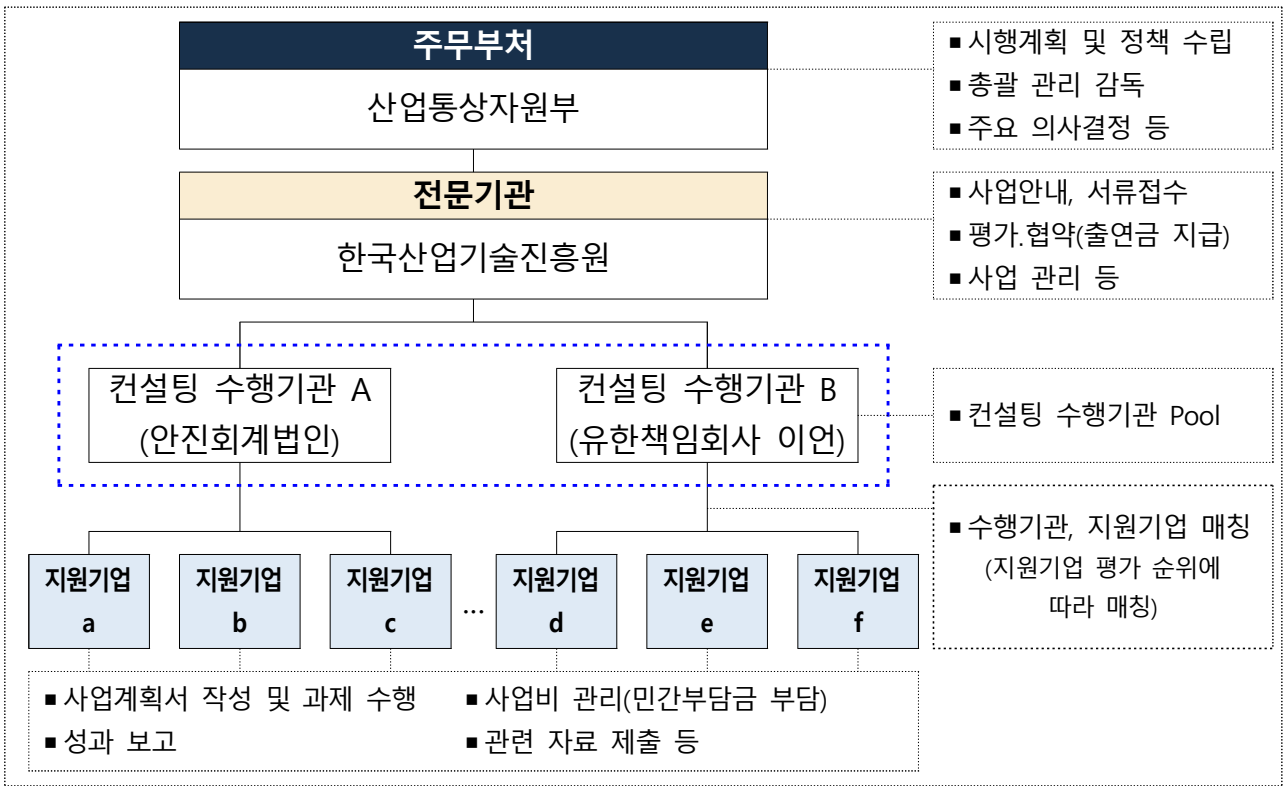 주무부처
산업통상자원부
■ 시행계획 및 정책 수립
■ 총괄 관리 감독
■ 주요 의사결정 등
전문기관
한국산업기술진흥원
■ 사업안내, 서류접수
■ 평가.협약(출연금 지급)
■ 사업 관리 등
컨설팅 수행기관 A
(안진회계법인)
컨설팅 수행기관 B
(유한책임회사 이언)
■ 컨설팅 수행기관 Pool
■ 수행기관, 지원기업 매칭
(지원기업 평가 순위에
따라 매칭)
지원기업
a
지원기업
b
지원기업
c
...
지원기업
d
지원기업
e
지원기업
f
■ 사업계획서 작성 및 과제 수행
■ 성과 보고
■ 사업비 관리(민간부담금 부담)
■ 관련 자료 제출 등